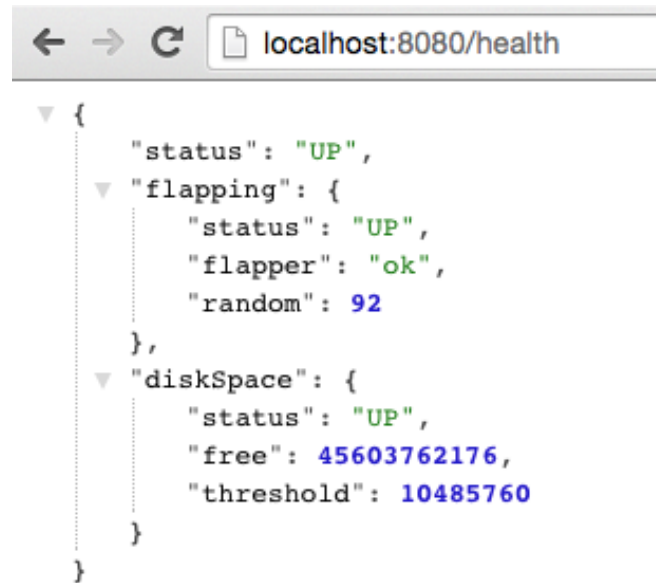 localhost:8080/health
{
"status": "UP",
"flapping": {
"status": "UP",
"flapper": "ok",
"random": 92
},
"diskSpace": {
"status": "UP",
"free": 45603762176,
"threshold": 10485760
}
}